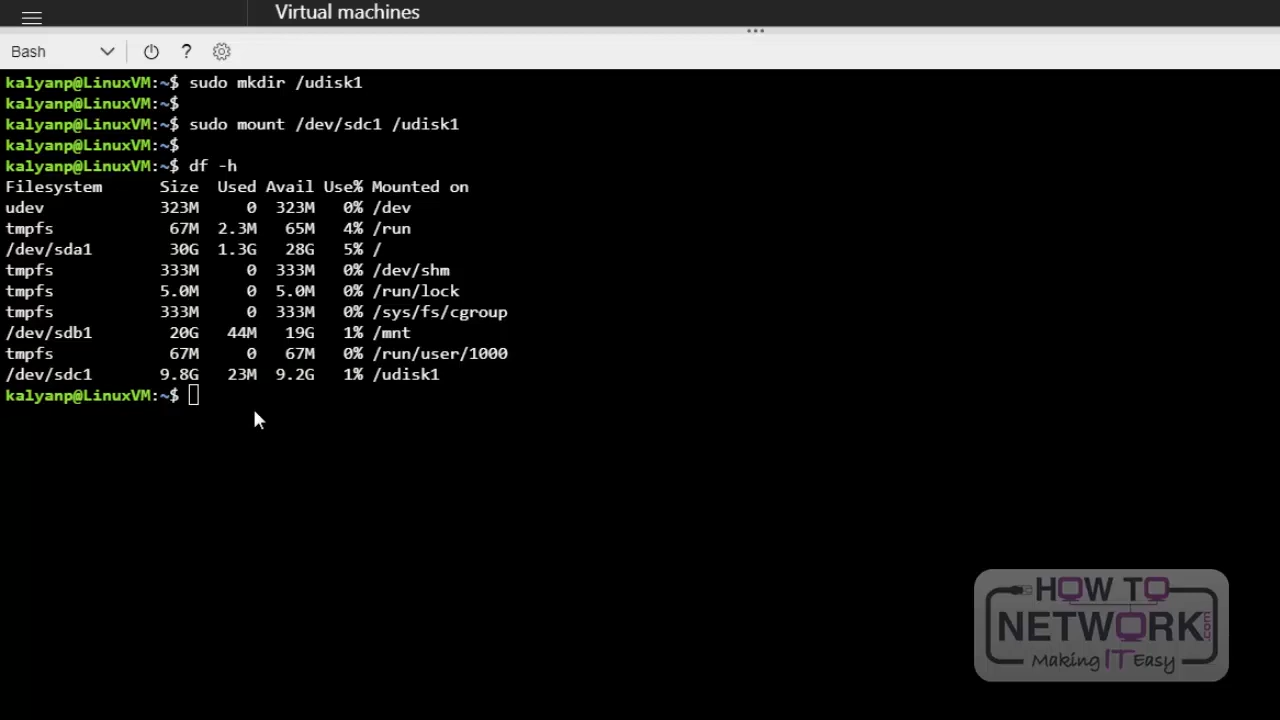 Virtual machines
Bash
?
kalyanp@LinuxVM:~$ sudo mkdir /udisk1
kalyanp@LinuxVM:~$
kalyanp@LinuxVM:~$ sudo mount /dev/sdc1 /udisk1
kalyanp@LinuxVM:~$
kalyanp@LinuxVM:~$ df -h
Filesystem      Size  Used Avail Use% Mounted on
udev            323M     0  323M   0% /dev
tmpfs            67M  2.3M   65M   4% /run
/dev/sda1        30G  1.3G   28G   5% /
tmpfs           333M     0  333M   0% /dev/shm
tmpfs           5.0M     0  5.0M   0% /run/lock
tmpfs           333M     0  333M   0% /sys/fs/cgroup
/dev/sdb1        20G   44M   19G   1% /mnt
tmpfs            67M     0   67M   0% /run/user/1000
/dev/sdc1       9.8G   23M  9.2G   1% /udisk1
kalyanp@LinuxVM:~$
HOW TO
NETWORK.com
Making IT Easy